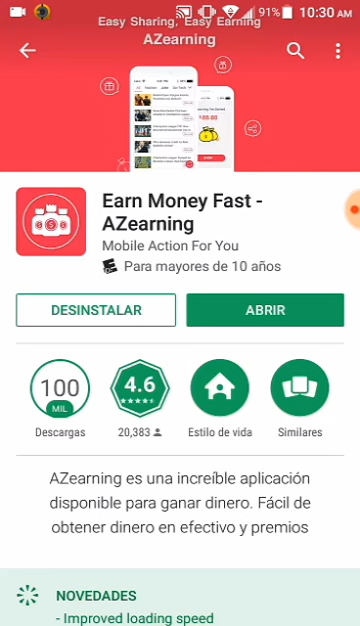 91% 10:30 AM
Easy Sharing, Easy Earning
AZearning
Earn Money Fast -
AZearning
Mobile Action For You
Para mayores de 10 años
DESINSTALAR
ABRIR
100
MIL
4.6
Descargas
20,383
Estilo de vida
Similares
AZearning es una increíble aplicación
disponible para ganar dinero. Fácil de
obtener dinero en efectivo y premios
NOVEDADES
- Improved loading speed